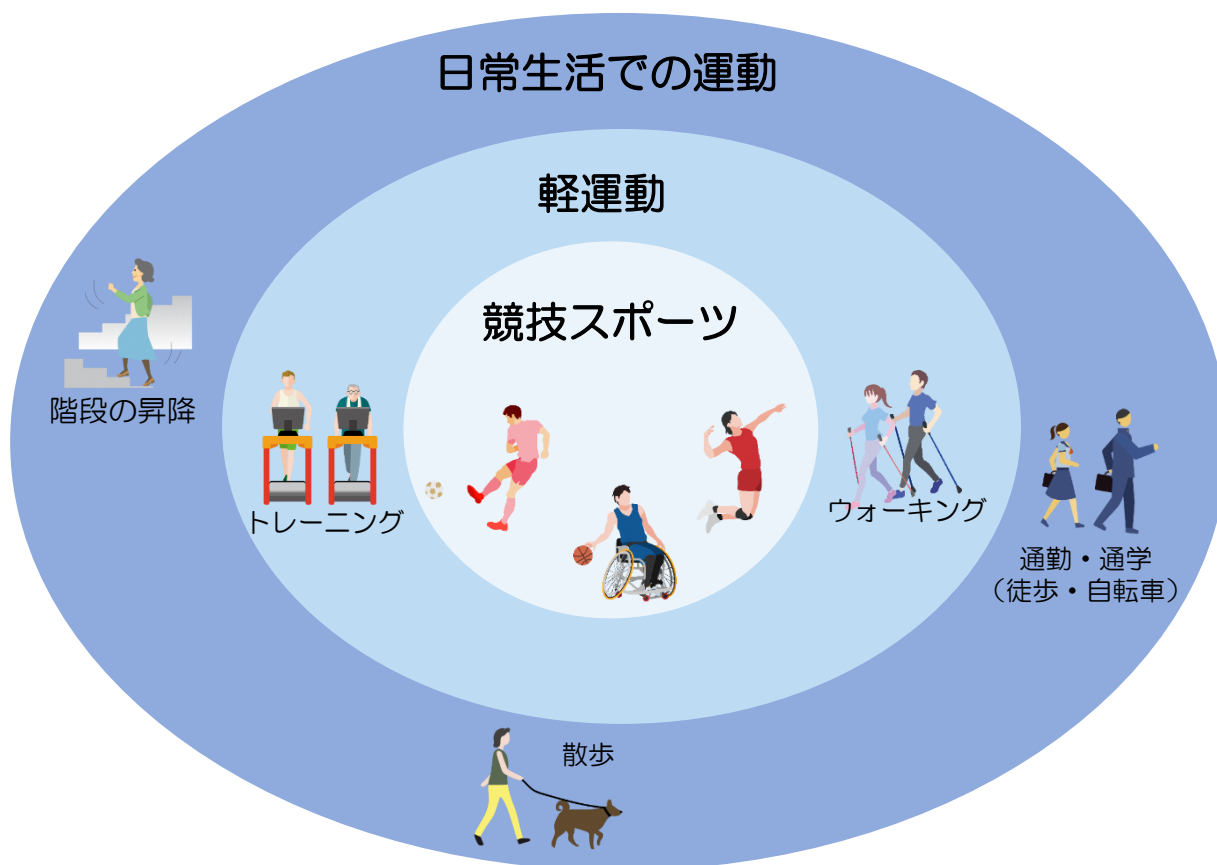 日常生活での運動
軽運動
競技スポーツ
階段の昇降
トレーニング
ウォーキング
通勤・通学
（徒歩・自転車）
散歩